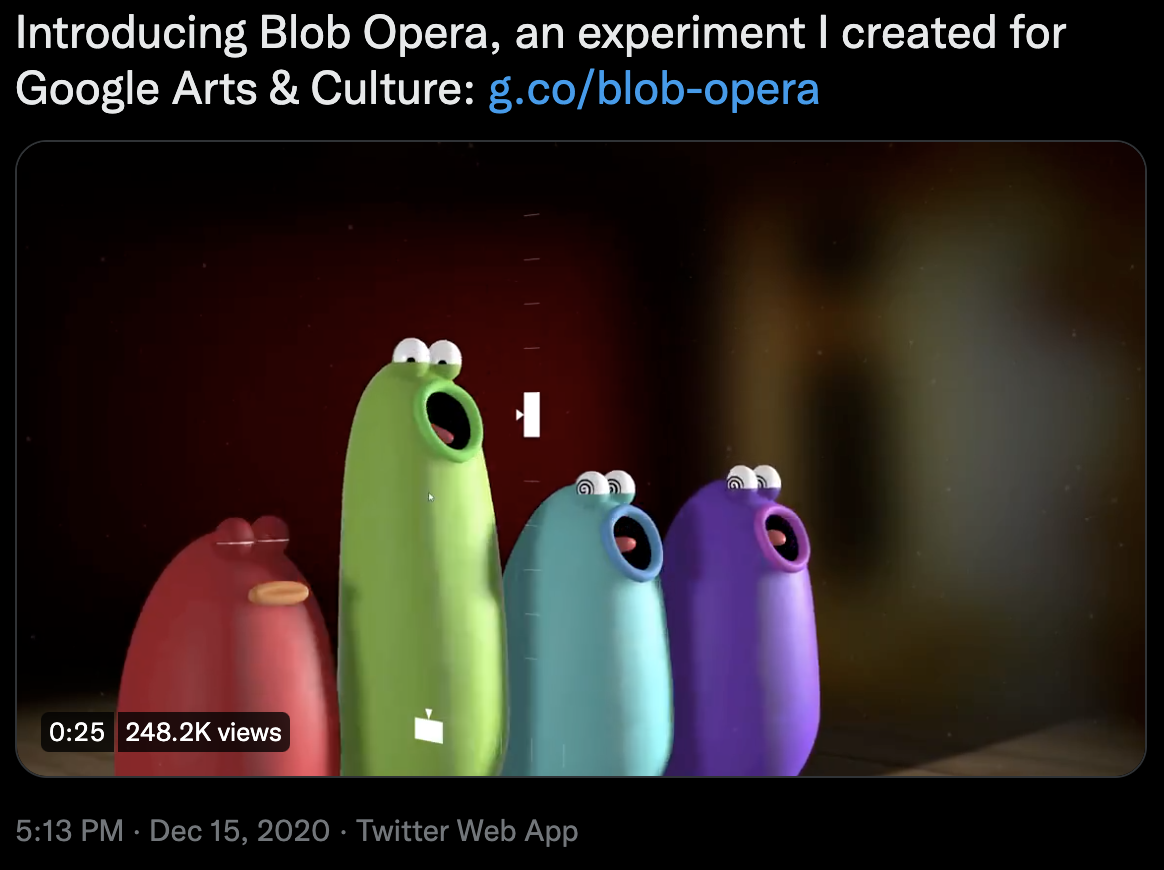 Introducing Blob Opera, an experiment I created for
Google Arts & Culture: g.co/blob-opera
0:25 248.2K views
5:13 PM · Dec 15, 2020 · Twitter Web App